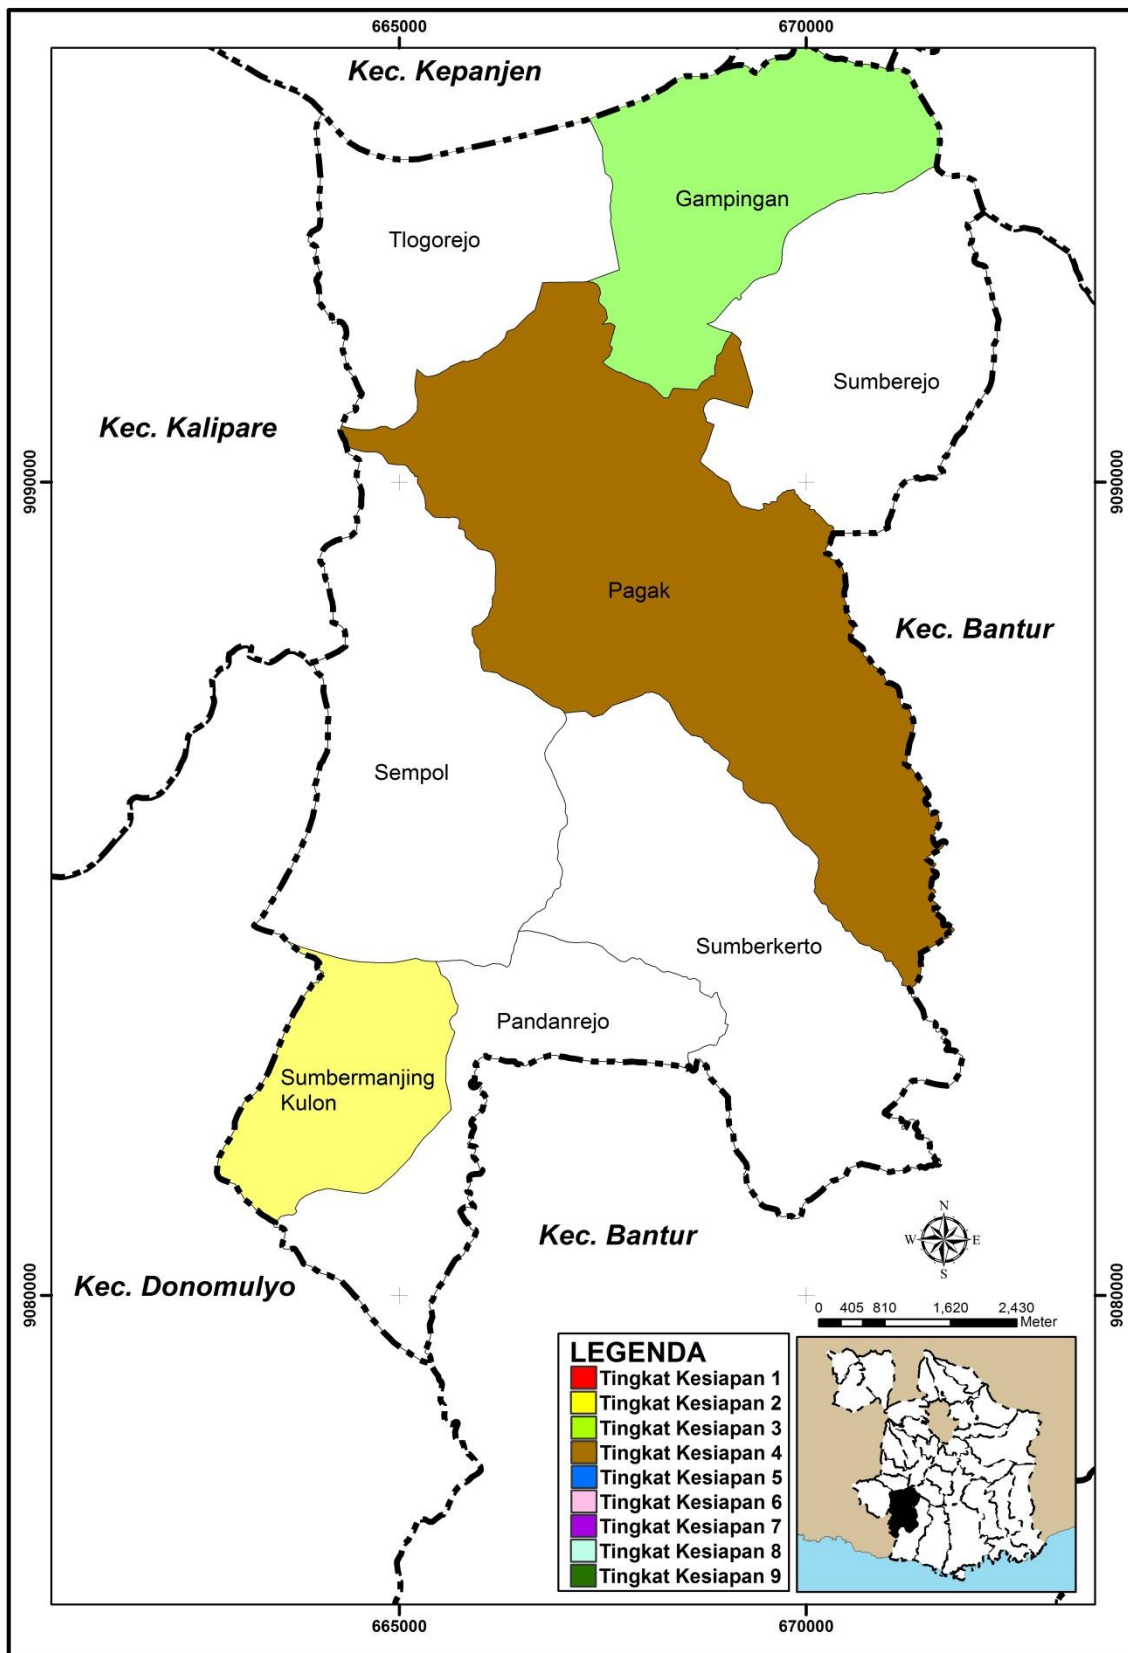 665000
670000
Kec. Kepanjen
Gampingan
Tlogorejo
Sumberejo
Kec. Kalipare
9090000
9090000
Pagak
Kec. Bantur
Sempol
Sumberkerto
Pandanrejo
Sumbermanjing
Kulon
N
W
E
S
Kec. Bantur
Kec. Donomulyo
9080000
9080000
0 405 810 1,620 2,430
Meter
LEGENDA
Tingkat Kesiapan 1
Tingkat Kesiapan 2
Tingkat Kesiapan 3
Tingkat Kesiapan 4
Tingkat Kesiapan 5
Tingkat Kesiapan 6
Tingkat Kesiapan 7
Tingkat Kesiapan 8
Tingkat Kesiapan 9
665000
670000